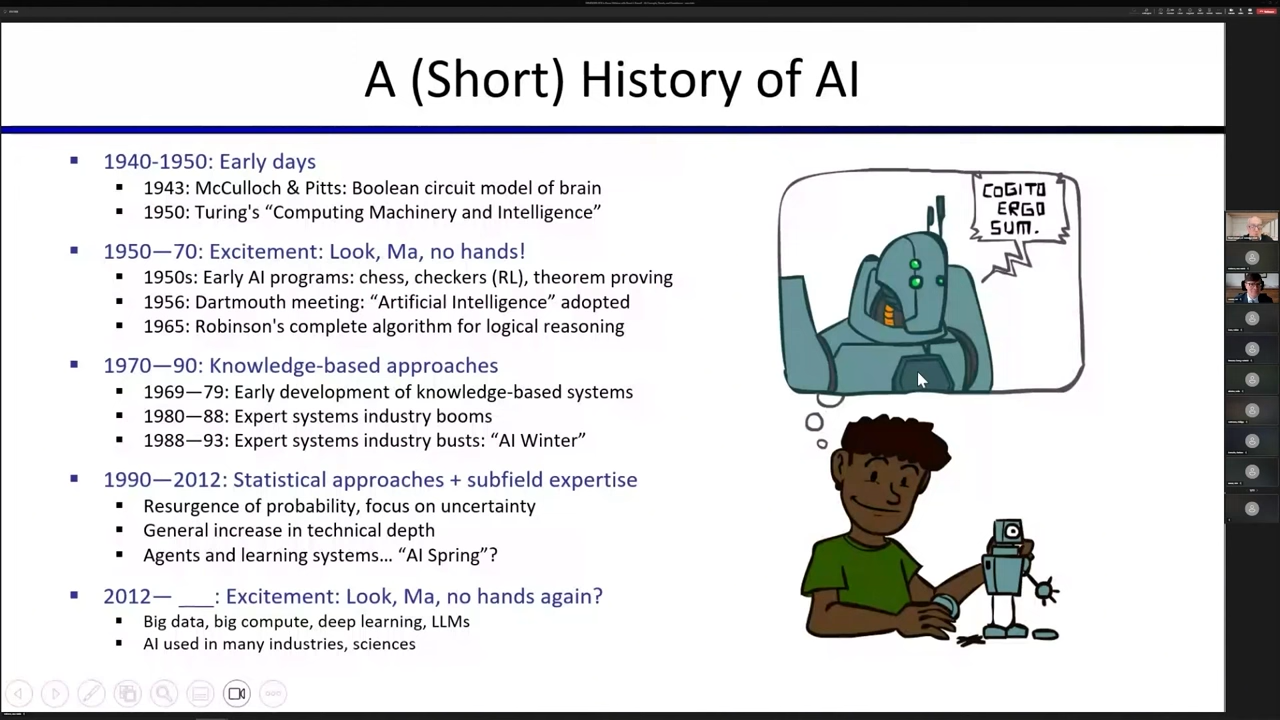 A (Short) History of AI
1940-1950: Early days
1943: McCulloch & Pitts: Boolean circuit model of brain
1950: Turing's “Computing Machinery and Intelligence”
1950—70: Excitement: Look, Ma, no hands!
1950s: Early AI programs: chess, checkers (RL), theorem proving
1956: Dartmouth meeting: “Artificial Intelligence” adopted
1965: Robinson's complete algorithm for logical reasoning
1970—90: Knowledge-based approaches
1969—79: Early development of knowledge-based systems
1980—88: Expert systems industry booms
1988—93: Expert systems industry busts: “AI Winter”
1990—2012: Statistical approaches + subfield expertise
Resurgence of probability, focus on uncertainty
General increase in technical depth
Agents and learning systems… “AI Spring”?
2012— ___: Excitement: Look, Ma, no hands again?
Big data, big compute, deep learning, LLMs
AI used in many industries, sciences
COGITO
ERGO
SUM.